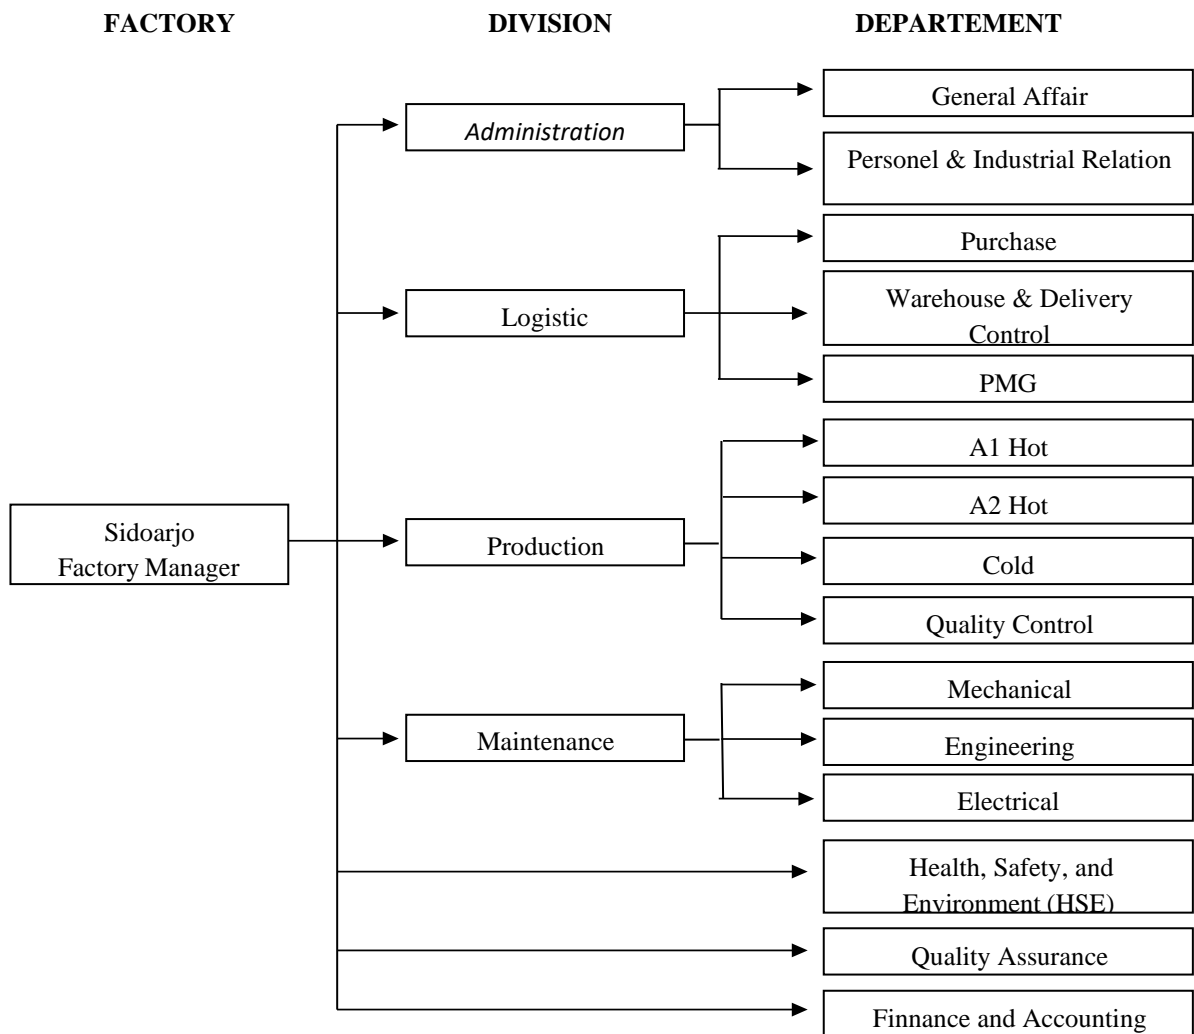 FACTORY DIVISION DEPARTEMENT
General Affair
Administration
Personel & Industrial Relation
Purchase
Logistic
Warehouse & Delivery
Control
PMG
A1 Hot
A2 Hot
Sidoarjo
Factory Manager
Production
Cold
Quality Control
Mechanical
Maintenance
Engineering
Electrical
Health, Safety, and
Environment (HSE)
Quality Assurance
Finnance and Accounting